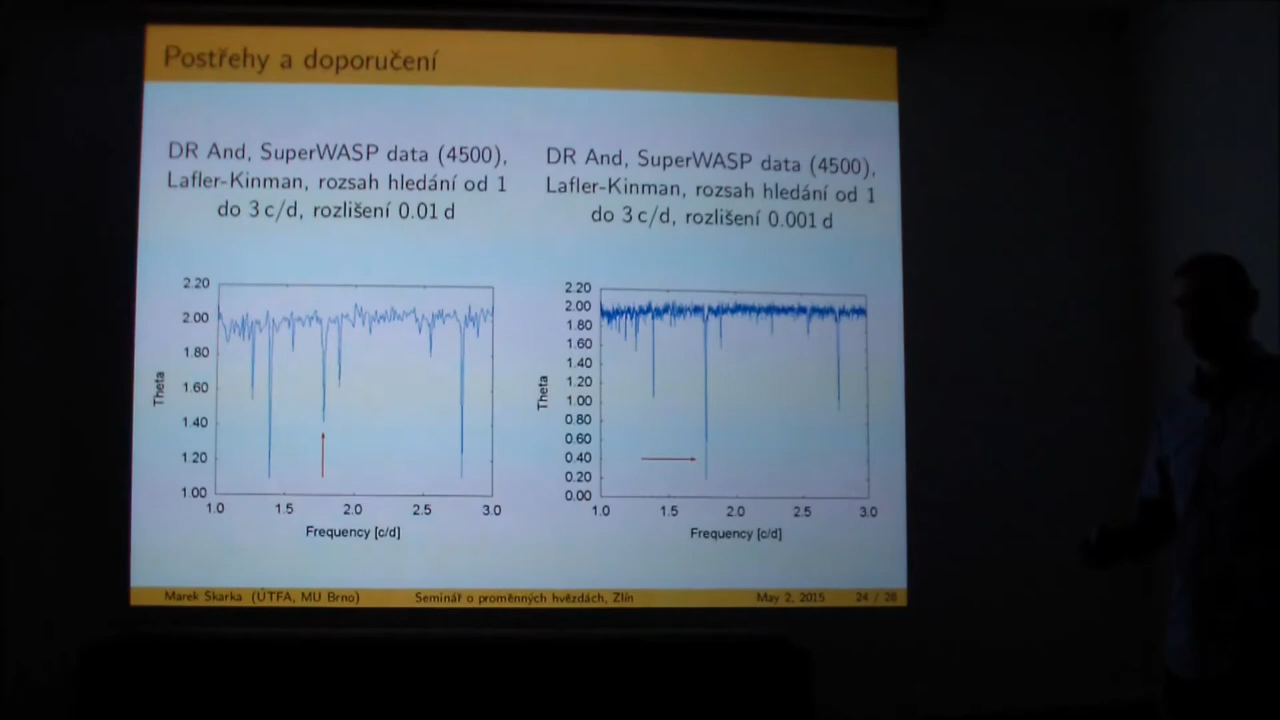 Postřehy a doporučení
DR And, SuperWASP data (4500),
Lafler-Kinman, rozsah hledání od 1
do 3 c/d, rozlišení 0.01 d
DR And, SuperWASP data (4500),
Lafler-Kinman, rozsah hledání od 1
do 3 c/d, rozlišení 0.001 d
2.20
2.00
1.80
1.60
1.40
1.20
1.00
Theta
1.0 1.5 2.0 2.5 3.0
Frequency [c/d]
2.20
2.00
1.80
1.60
1.40
1.20
1.00
0.80
0.60
0.40
0.20
0.00
Theta
1.0 1.5 2.0 2.5 3.0
Frequency [c/d]
Marek Skarka (ÚTFA, MU Brno) Seminář o proměnných hvězdách, Zlín May 2, 2015 24 / 28